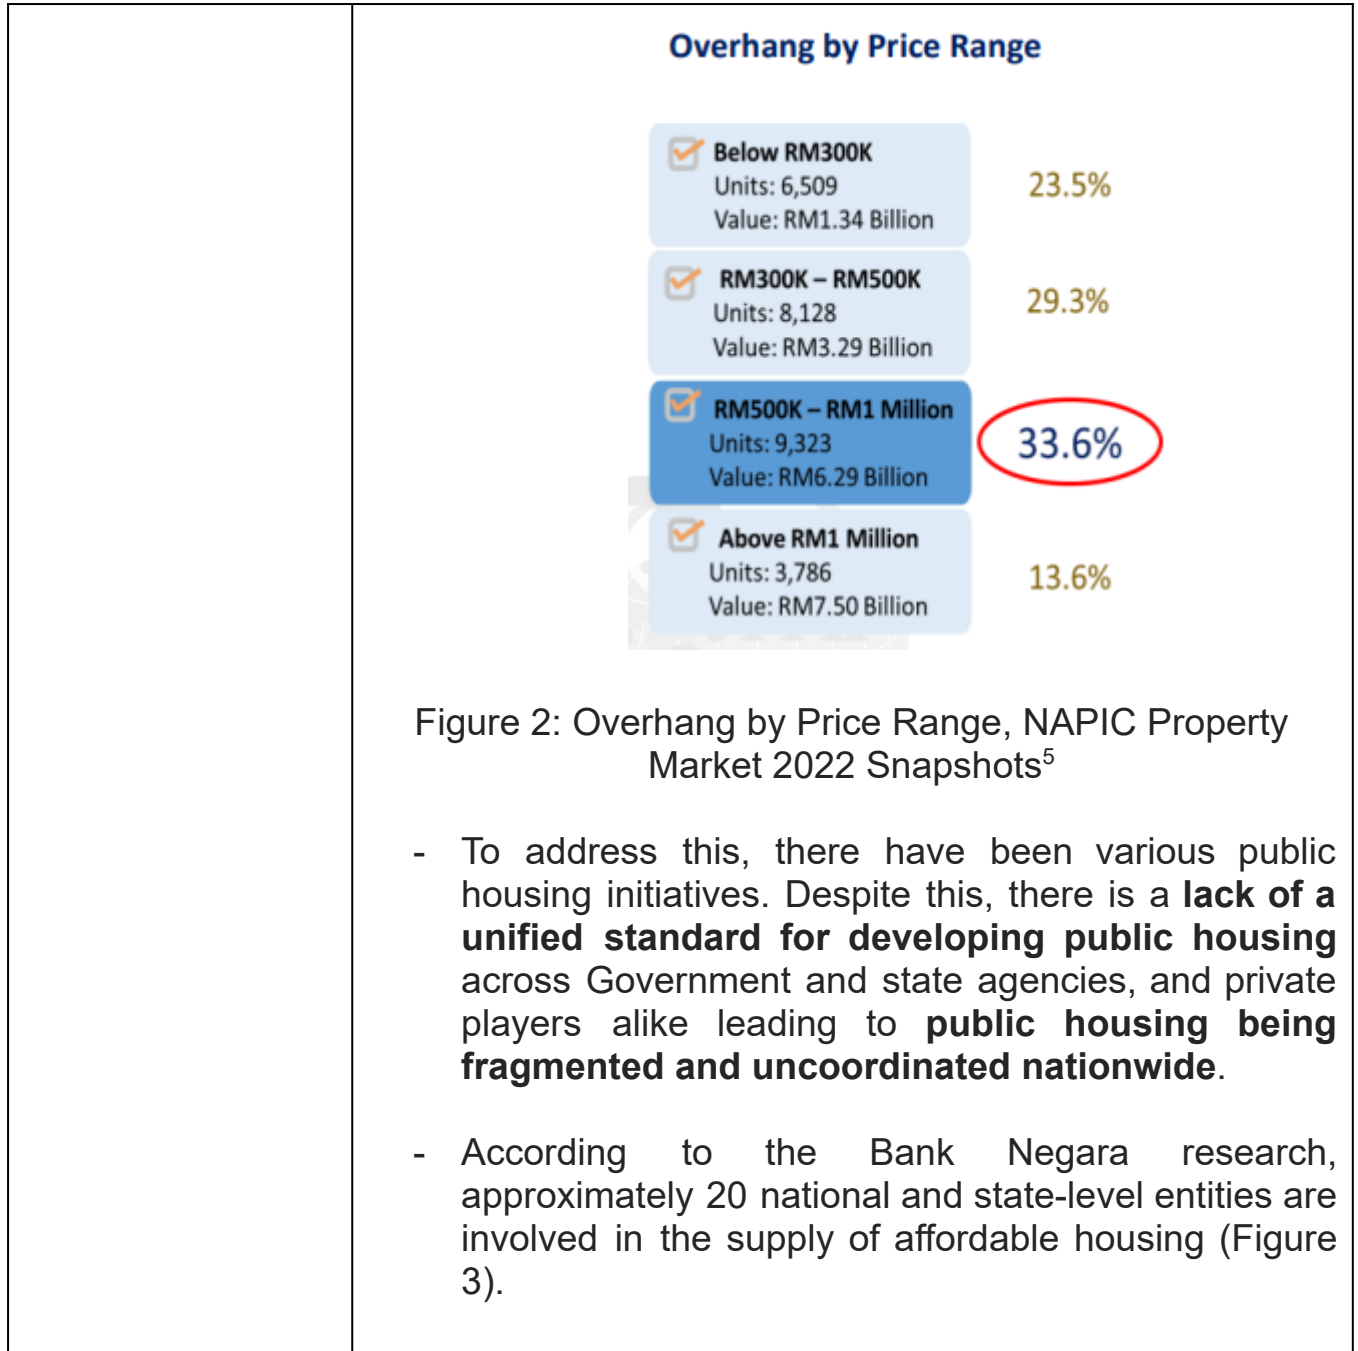 Overhang by Price Range
Below RM300K
Units: 6,509
Value: RM1.34 Billion
23.5%
RM300K – RM500K
Units: 8,128
Value: RM3.29 Billion
29.3%
RM500K – RM1 Million
Units: 9,323
Value: RM6.29 Billion
33.6%
Above RM1 Million
Units: 3,786
Value: RM7.50 Billion
13.6%
Figure 2: Overhang by Price Range, NAPIC Property
Market 2022 Snapshots⁵
- To address this, there have been various public
housing initiatives. Despite this, there is a lack of a
unified standard for developing public housing
across Government and state agencies, and private
players alike leading to public housing being
fragmented and uncoordinated nationwide.
- According to the Bank Negara research,
approximately 20 national and state-level entities are
involved in the supply of affordable housing (Figure
3).